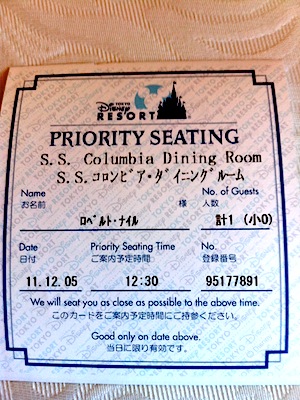 TOKYO
DISNEY
RESORT
PRIORITY SEATING
S.S. Columbia Dining Room
S.S.コロンビア・ダイニングルーム
Name No. of Guests
お名前 様 人数
ロベルト・ナイル 計1 (小0)
Date Priority Seating Time No.
日付 ご案内予定時間 登録番号
11.12.05 12:30 95177891
We will seat you as close as possible to the above time.
このカードをご案内予定時間にご持参ください。
Good only on date above.
当日に限り有効です。